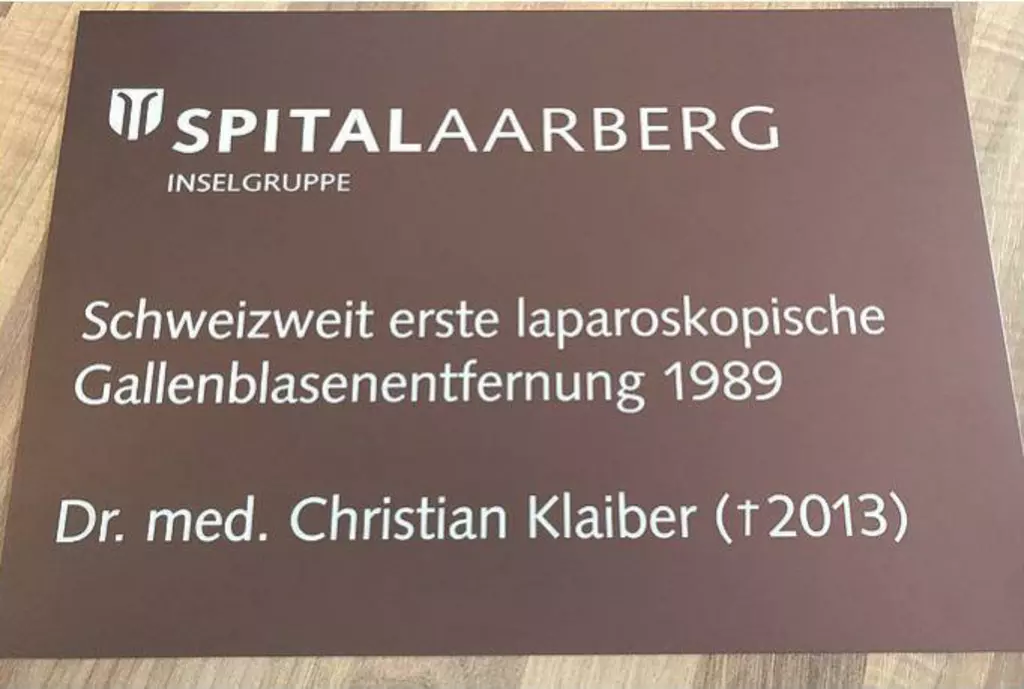 SPITALAARBERG
INSELGRUPPE
Schweizweit erste laparoskopische
Gallenblasenentfernung 1989
Dr. med. Christian Klaiber († 2013)